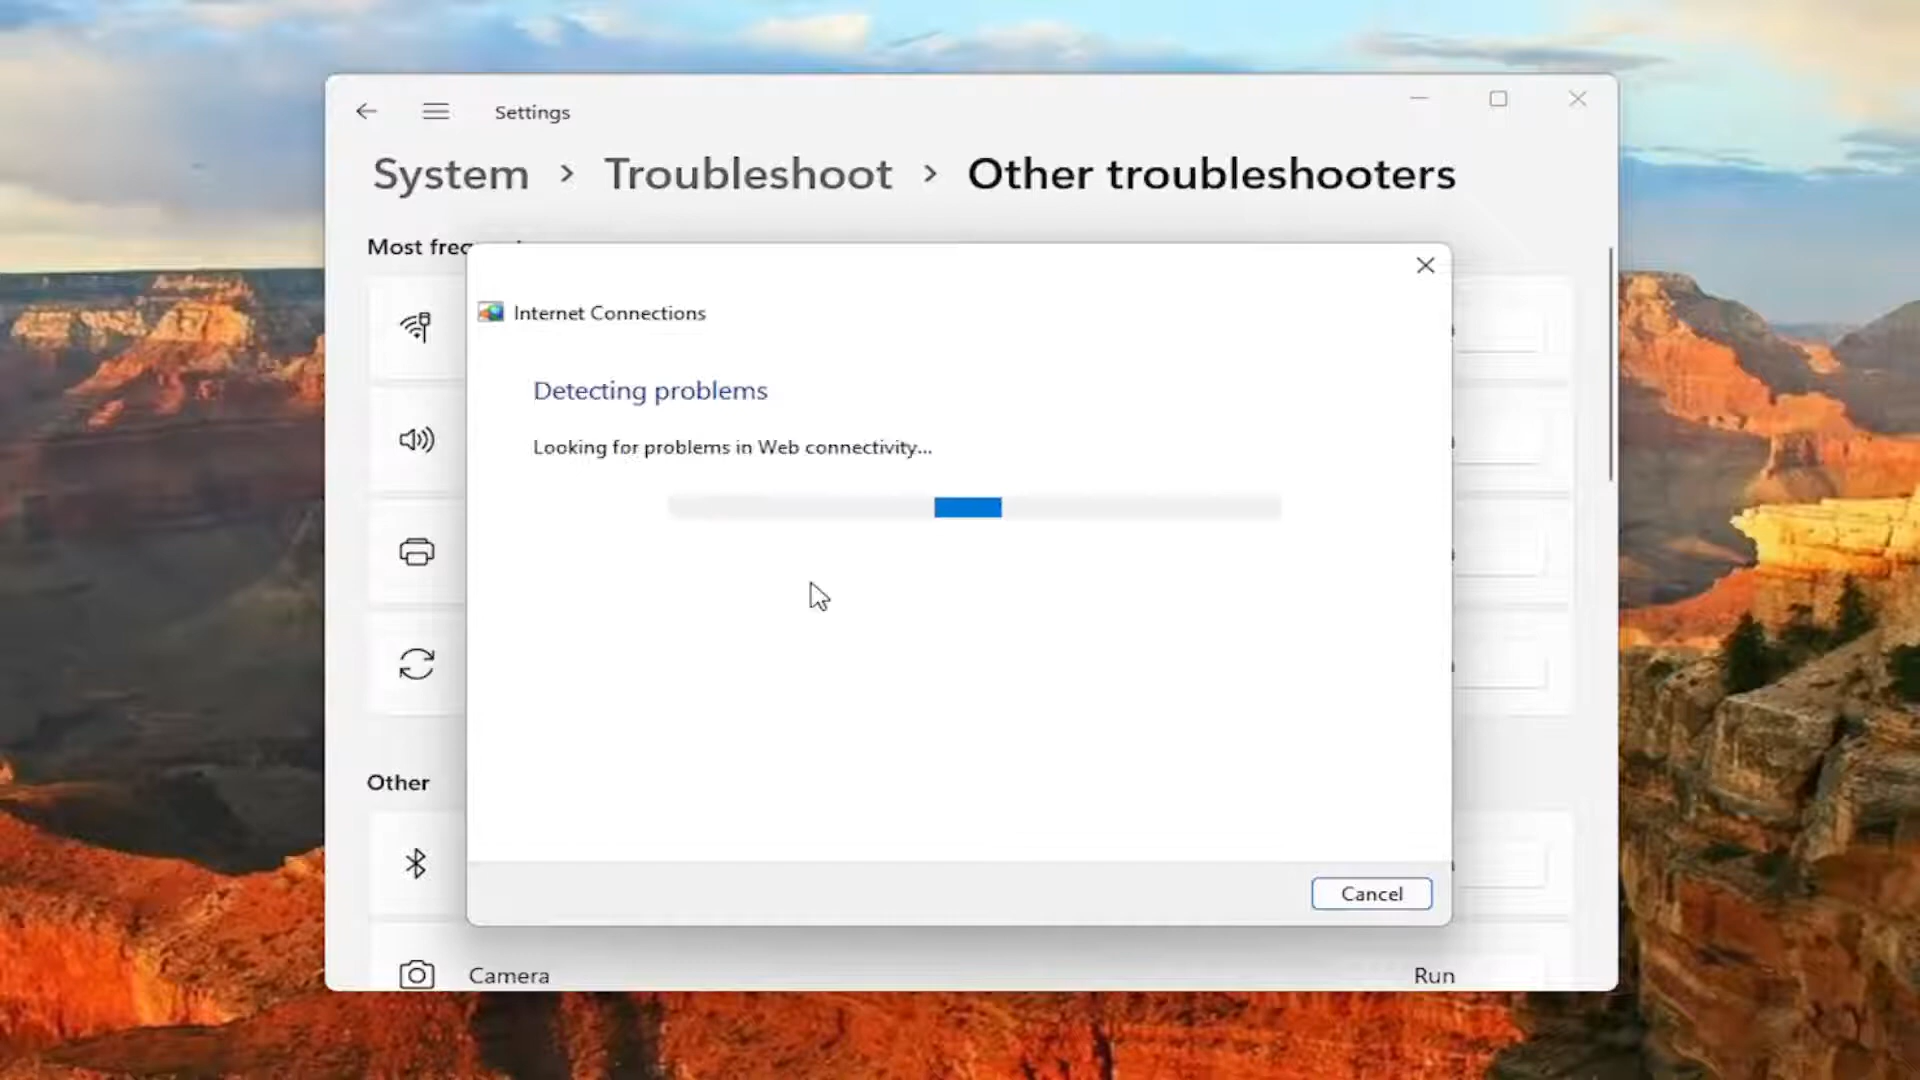 Settings
System > Troubleshoot > Other troubleshooters
Most
Internet Connections
Detecting problems
Looking for problems in Web connectivity...
Other
Cancel
Camera
Run